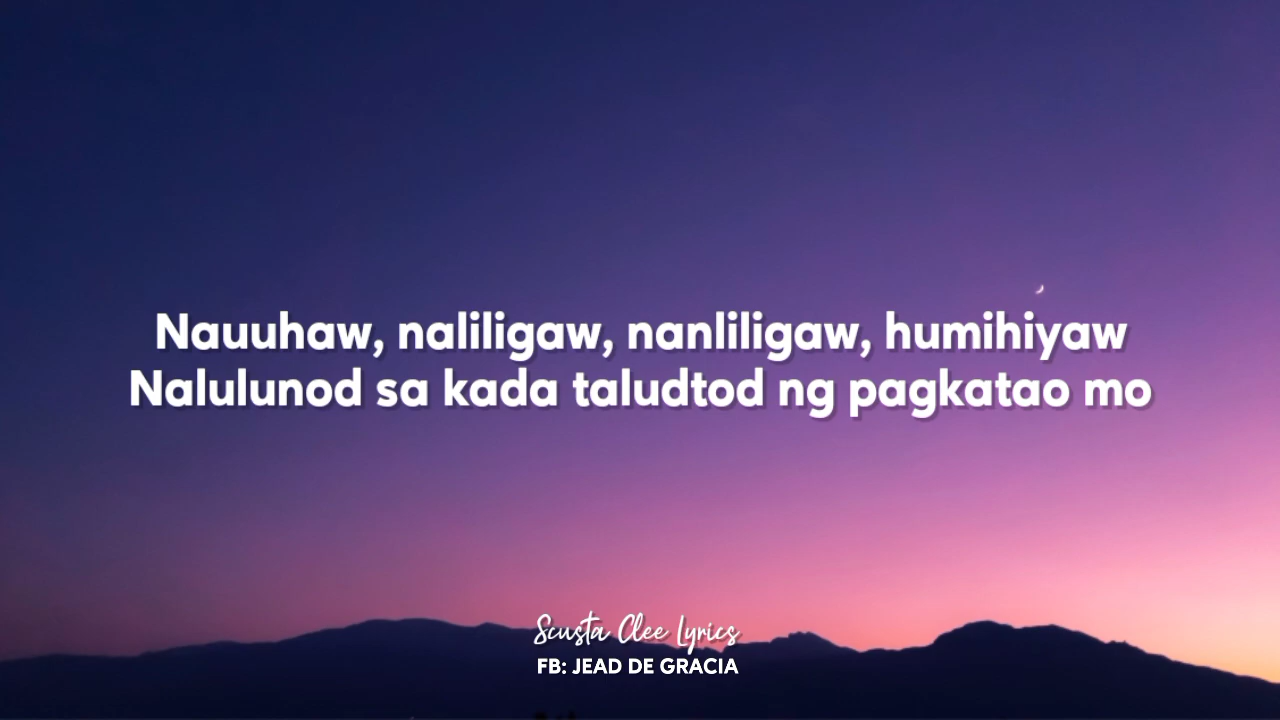 Nauuhaw, naliligaw, nanliligaw, humihiyaw
Nalulunod sa kada taludtod ng pagkatao mo
Scusta Clee Lyrics
FB: JEAD DE GRACIA